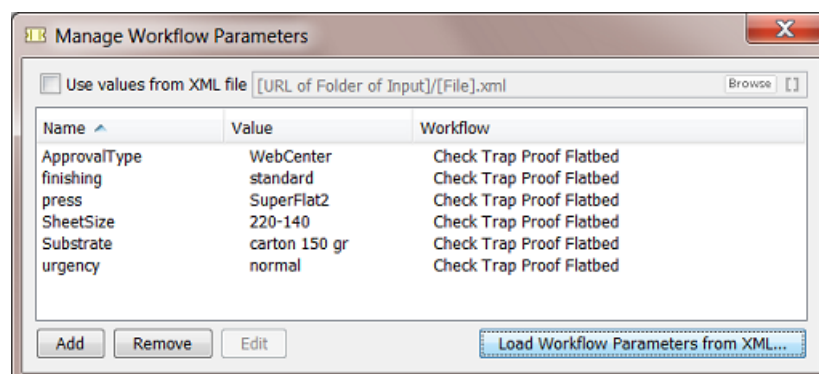 Manage Workflow Parameters
Use values from XML file [URL of Folder of Input]/[File].xml Browse []
Name Value Workflow
ApprovalType WebCenter Check Trap Proof Flatbed
finishing standard Check Trap Proof Flatbed
press SuperFlat2 Check Trap Proof Flatbed
SheetSize 220-140 Check Trap Proof Flatbed
Substrate carton 150 gr Check Trap Proof Flatbed
urgency normal Check Trap Proof Flatbed
Add Remove Edit Load Workflow Parameters from XML...